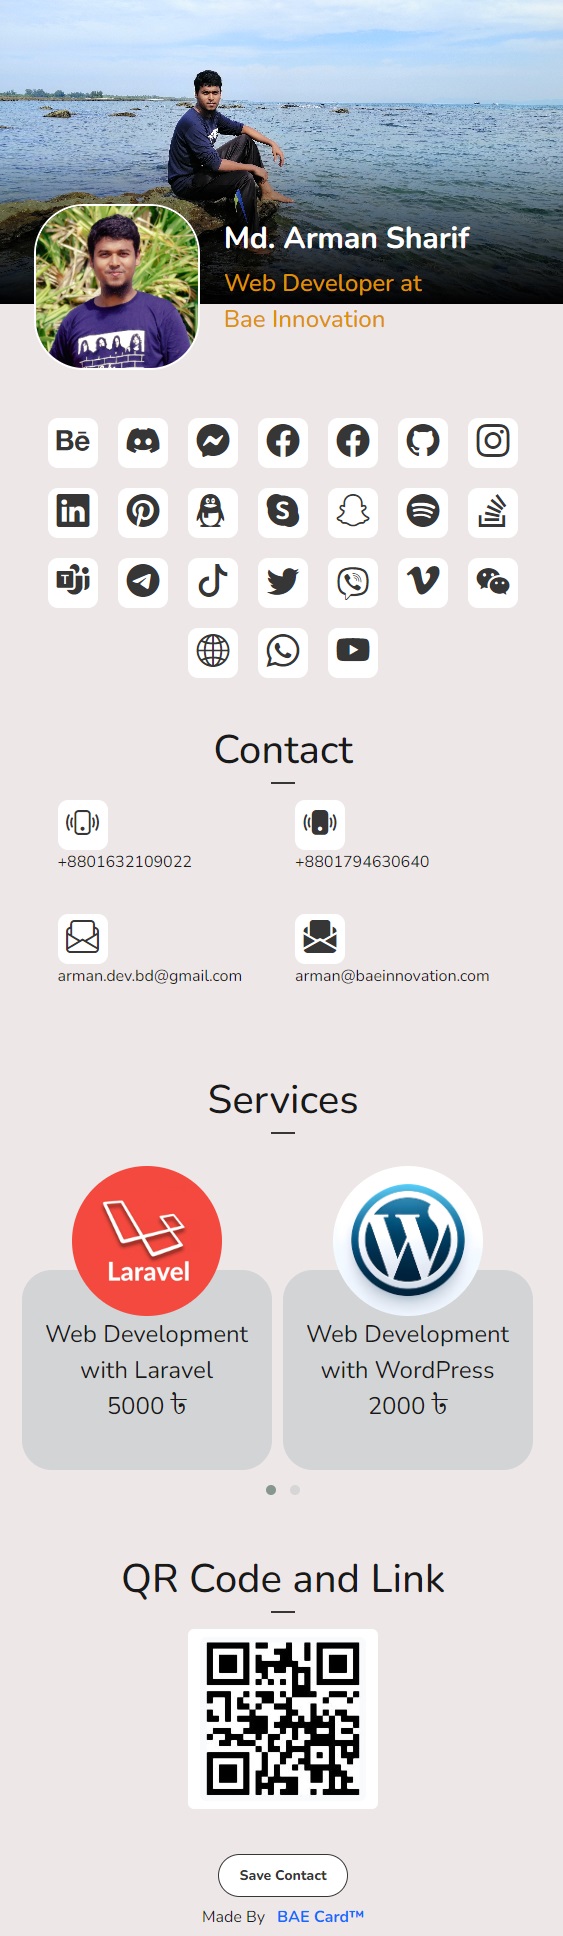 Md. Arman Sharif
Web Developer at
Bae Innovation
Bē
Contact
+8801632109022
+8801794630640
arman.dev.bd@gmail.com
arman@baeinnovation.com
Services
Laravel
Web Development
with Laravel
5000 ৳
Web Development
with WordPress
2000 ৳
QR Code and Link
Save Contact
Made By BAE Card™